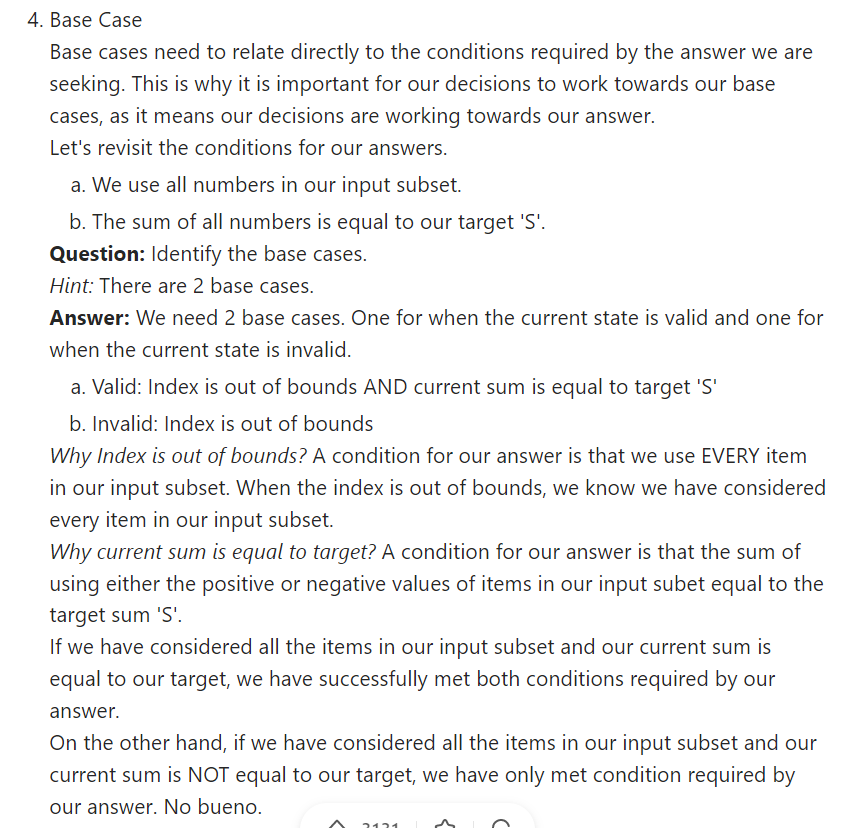 4. Base Case
Base cases need to relate directly to the conditions required by the answer we are
seeking. This is why it is important for our decisions to work towards our base
cases, as it means our decisions are working towards our answer.
Let's revisit the conditions for our answers.
a. We use all numbers in our input subset.
b. The sum of all numbers is equal to our target 'S'.
Question: Identify the base cases.
Hint: There are 2 base cases.
Answer: We need 2 base cases. One for when the current state is valid and one for
when the current state is invalid.
a. Valid: Index is out of bounds AND current sum is equal to target 'S'
b. Invalid: Index is out of bounds
Why Index is out of bounds? A condition for our answer is that we use EVERY item
in our input subset. When the index is out of bounds, we know we have considered
every item in our input subset.
Why current sum is equal to target? A condition for our answer is that the sum of
using either the positive or negative values of items in our input subet equal to the
target sum 'S'.
If we have considered all the items in our input subset and our current sum is
equal to our target, we have successfully met both conditions required by our
answer.
On the other hand, if we have considered all the items in our input subset and our
current sum is NOT equal to our target, we have only met condition required by
our answer. No bueno.